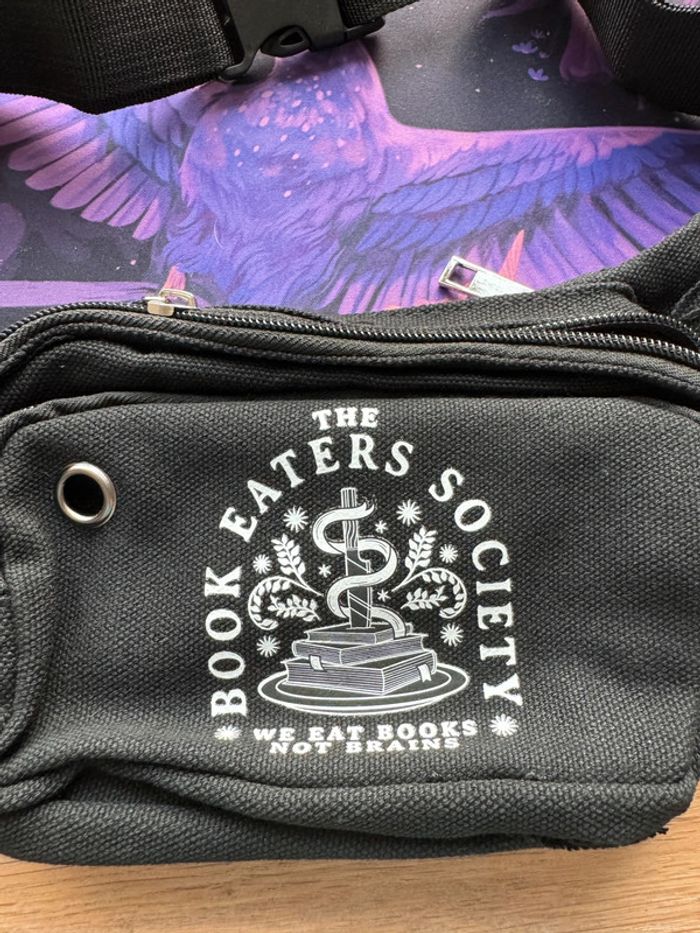 THE
BOOK EATERS SOCIETY
WE EAT BOOKS
NOT BRAINS